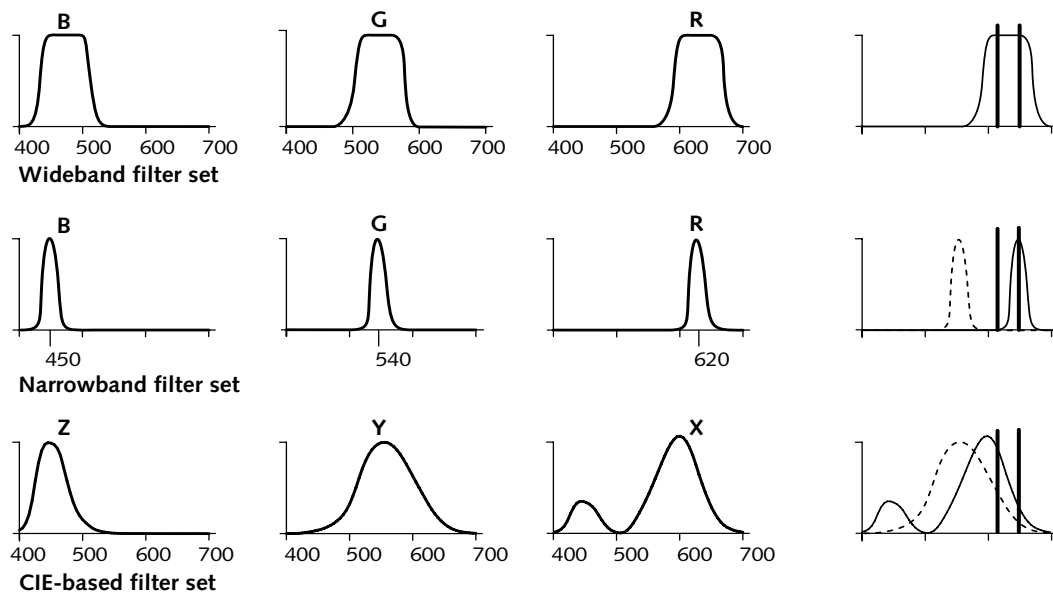 B G R
400 500 600 700 400 500 600 700 400 500 600 700
Wideband filter set
B G R
450 540 620
Narrowband filter set
Z Y X
400 500 600 700 400 500 600 700 400 500 600 700
CIE-based filter set